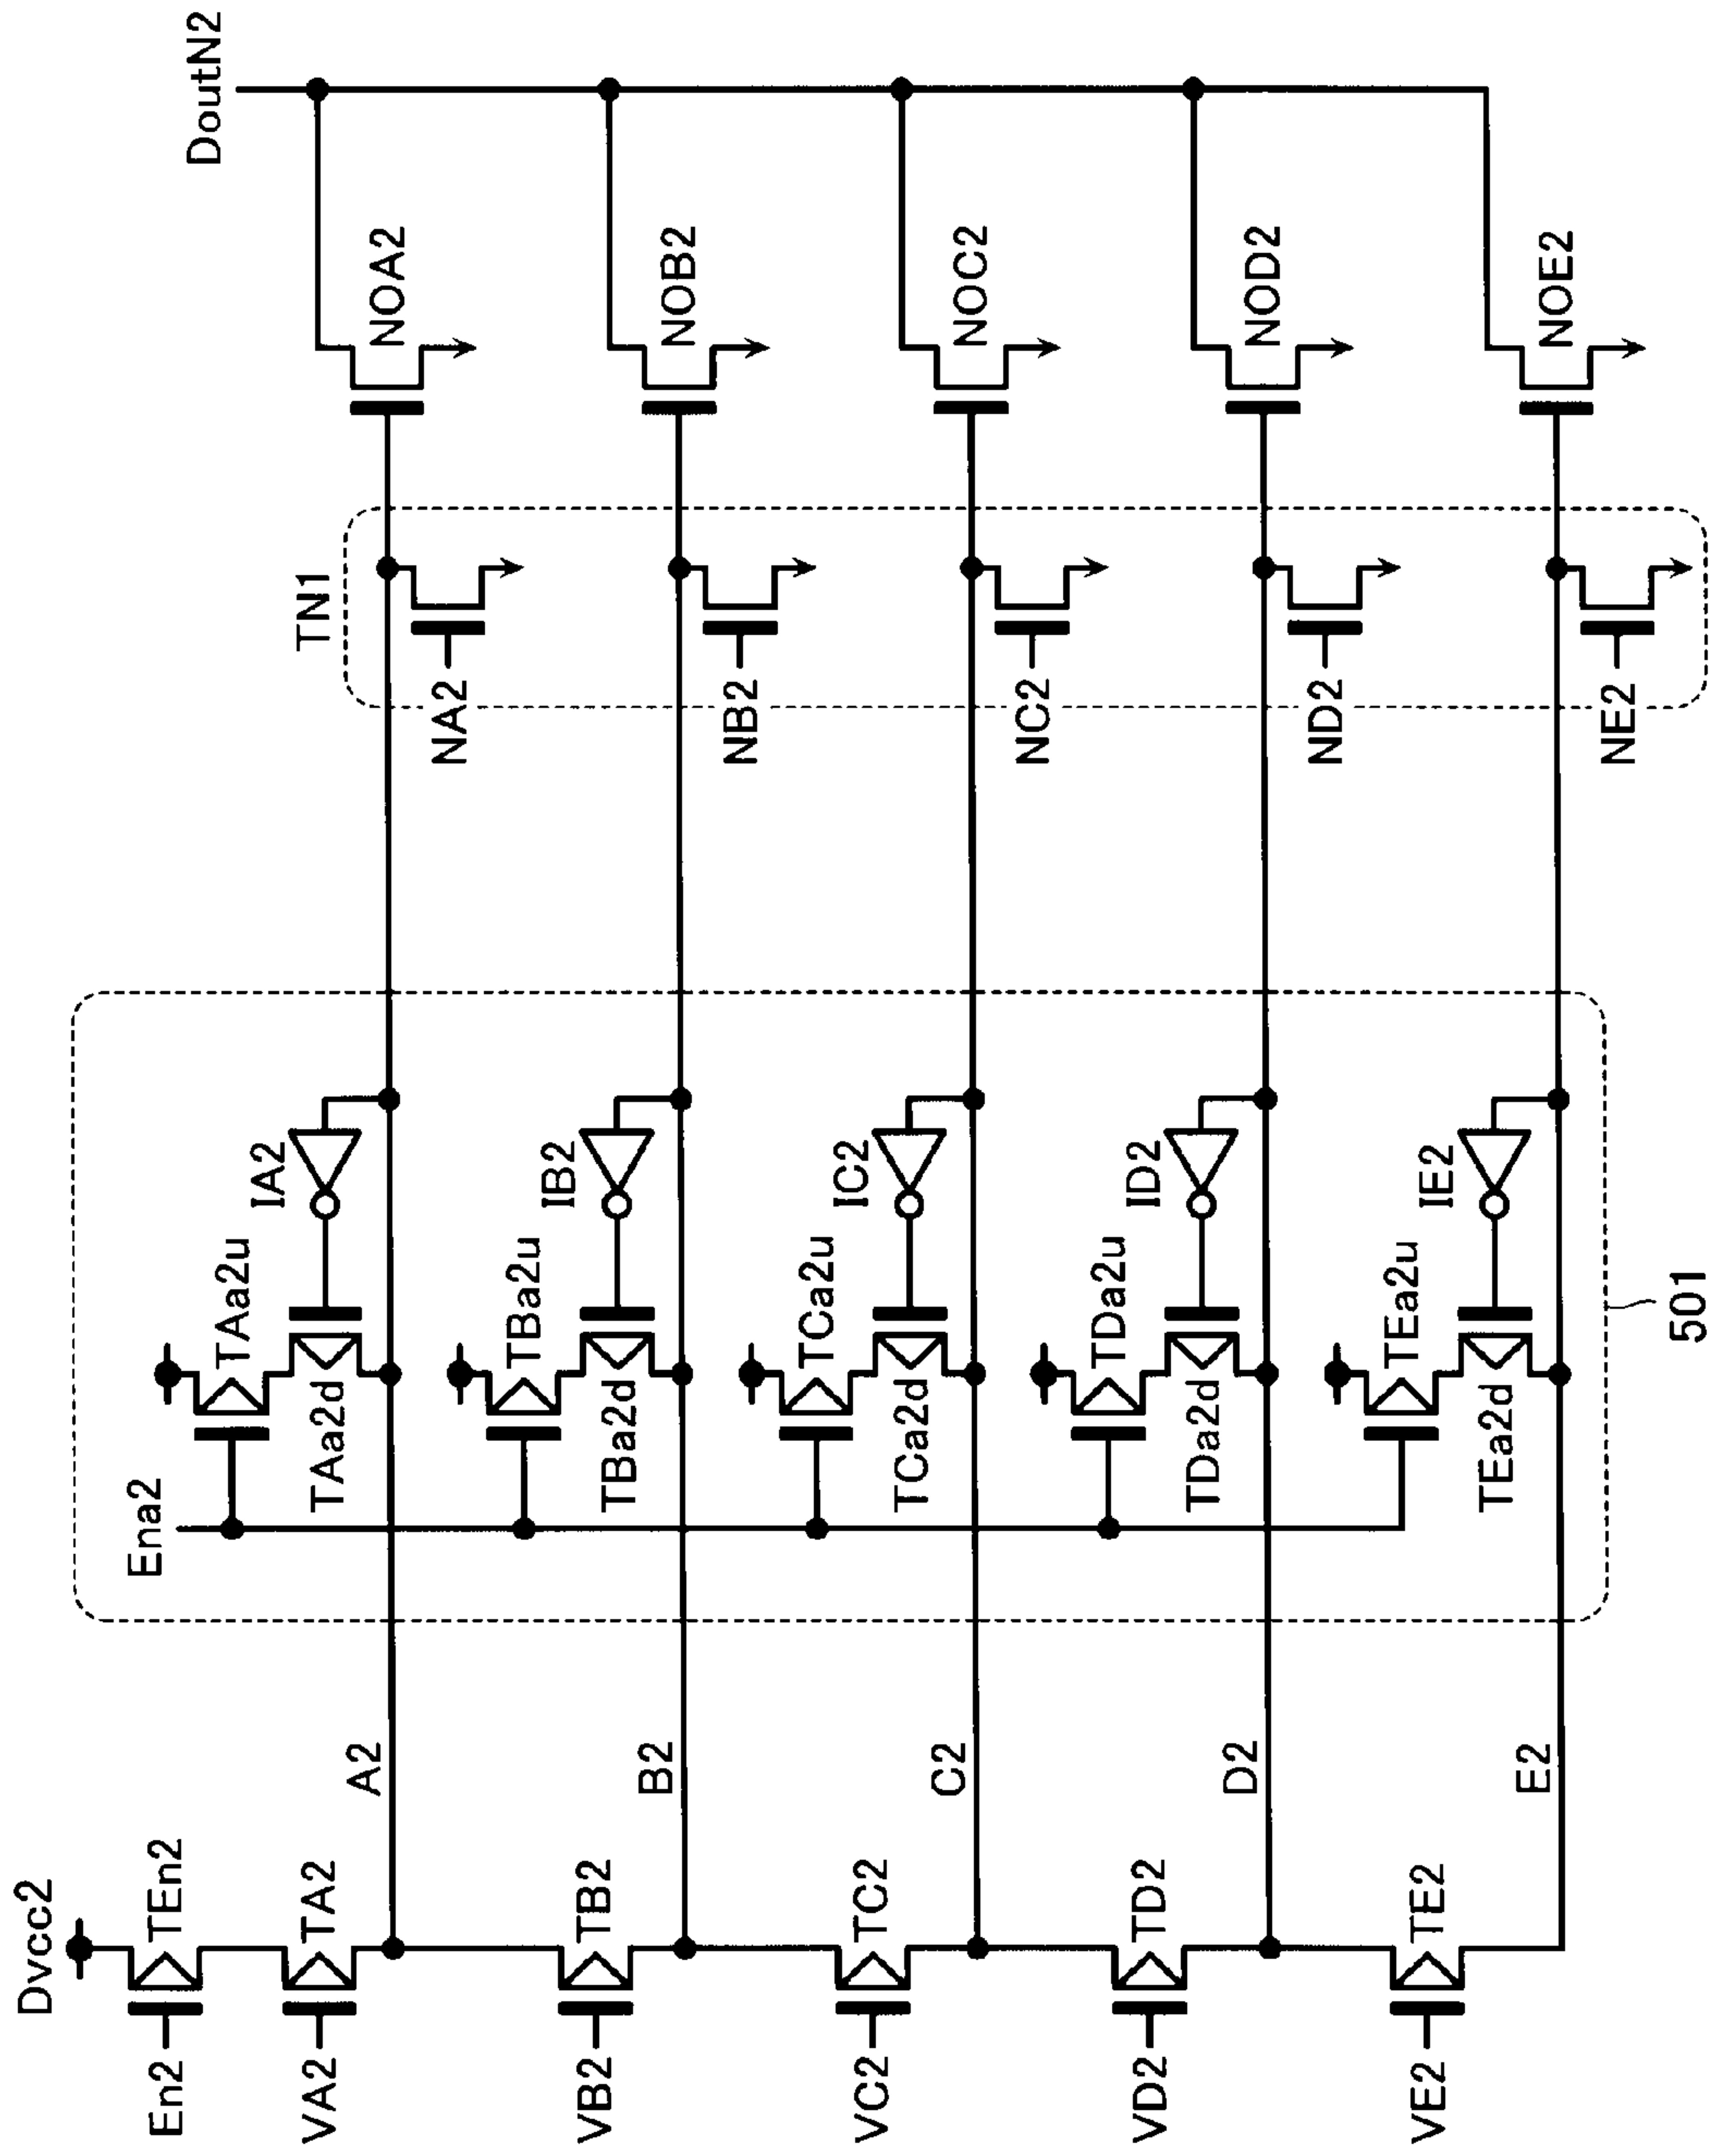 Dvcc2
En2
TEn2
VA2
TA2
A2
VB2
TB2
B2
VC2
TC2
C2
VD2
TD2
D2
VE2
TE2
E2
Ena2
TAa2u
TAa2d
IA2
TBa2u
TBa2d
IB2
TCa2u
TCa2d
IC2
TDa2u
TDa2d
ID2
TEa2u
TEa2d
IE2
501
TN1
NA2
NB2
NC2
ND2
NE2
NOA2
NOB2
NOC2
NOD2
NOE2
DoutN2